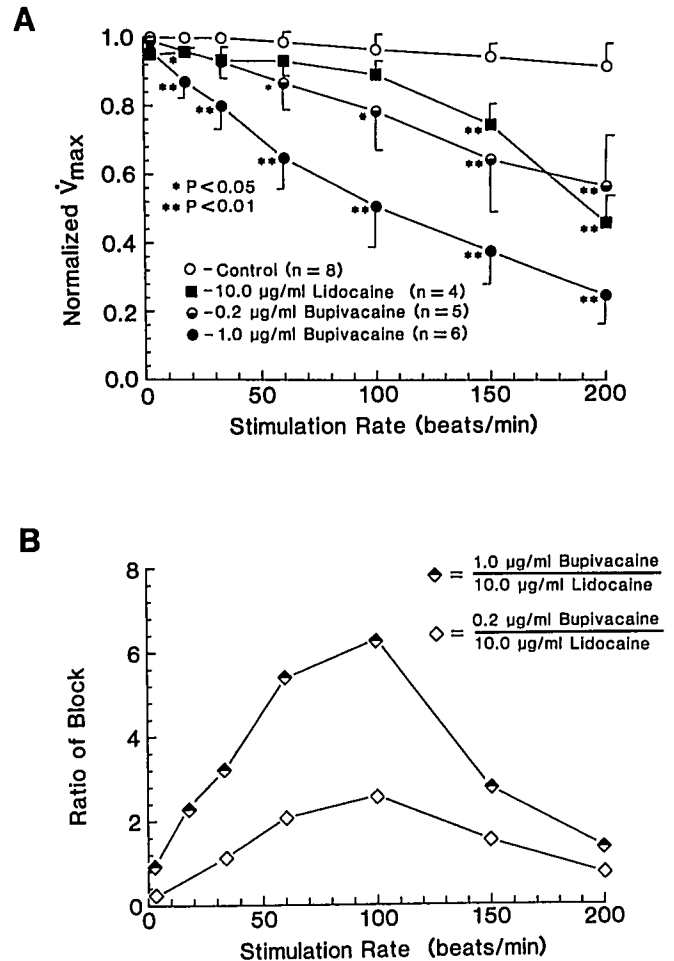 A
1.0
0.8
0.6
0.4
0.2
0.0
Normalized V̇max
* P<0.05
** P<0.01
-Control (n=8)
-10.0 µg/ml Lidocaine (n=4)
-0.2 µg/ml Bupivacaine (n=5)
-1.0 µg/ml Bupivacaine (n=6)
0 50 100 150 200
Stimulation Rate (beats/min)
B
8
6
4
2
0
Ratio of Block
= 1.0 µg/ml Bupivacaine
10.0 µg/ml Lidocaine
= 0.2 µg/ml Bupivacaine
10.0 µg/ml Lidocaine
0 50 100 150 200
Stimulation Rate (beats/min)